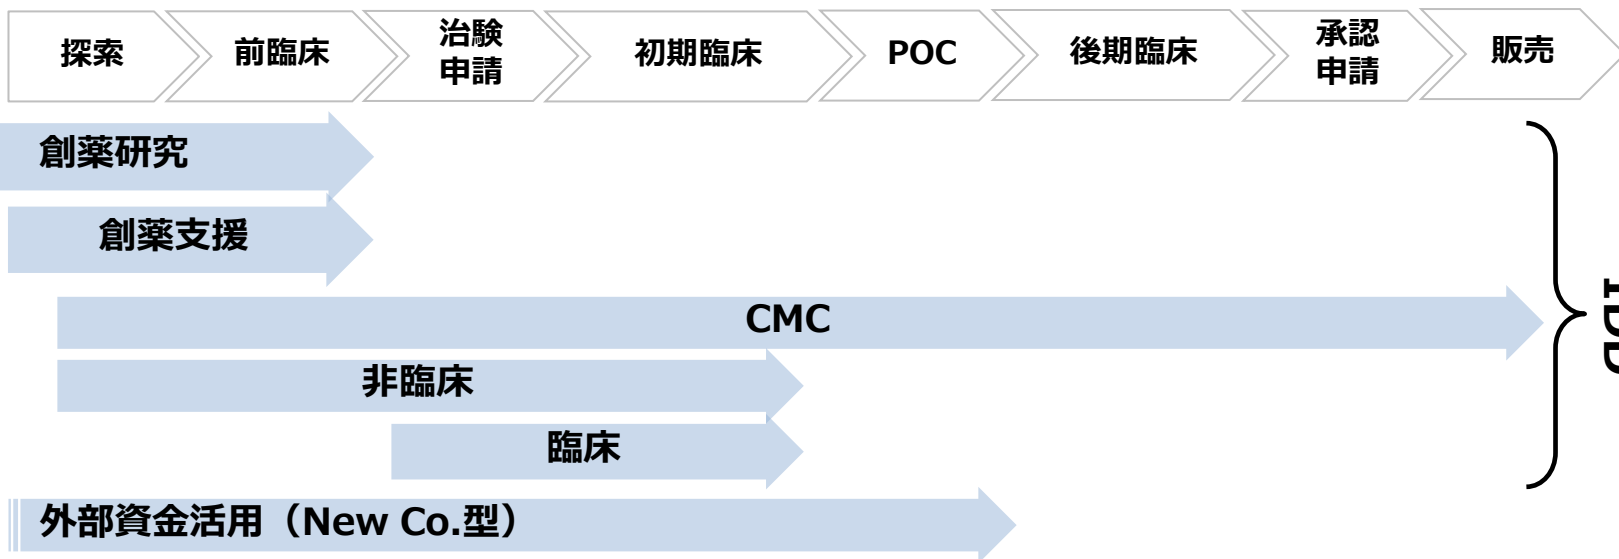 探索
前臨床
治験
申請
初期臨床
POC
後期臨床
承認
申請
販売
創薬研究
創薬支援
CMC
非臨床
臨床
外部資金活用（New Co.型）